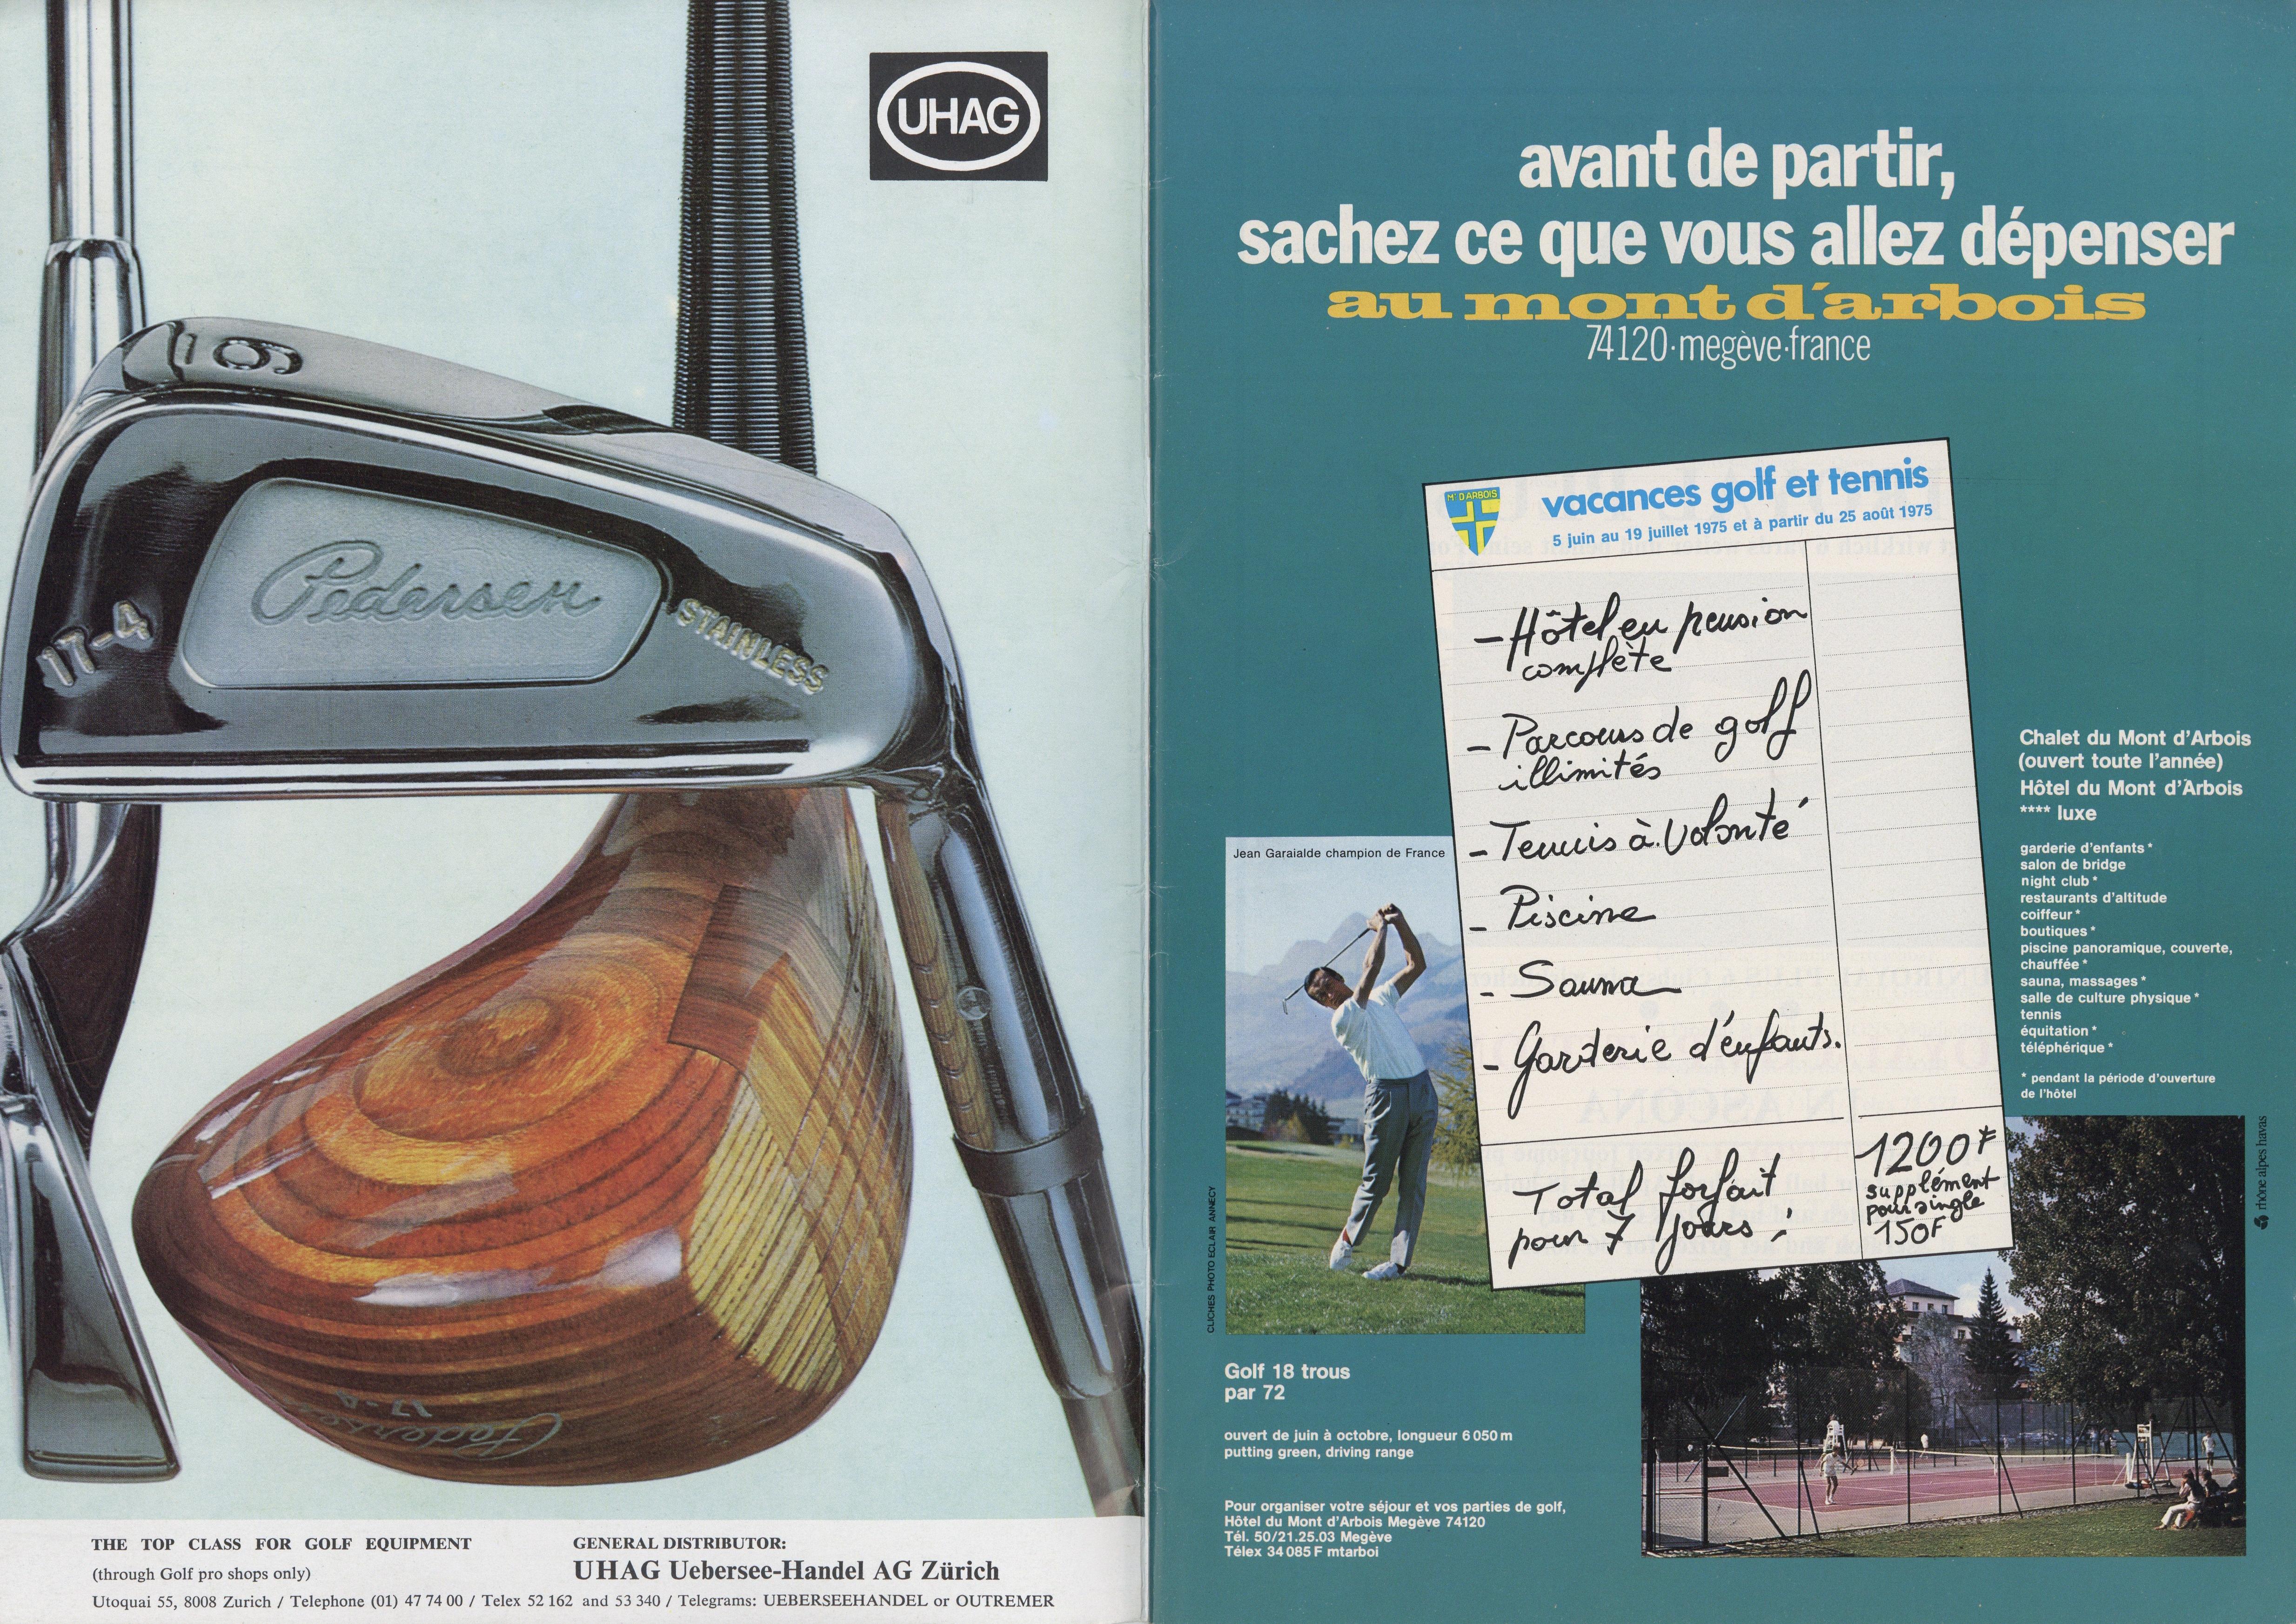 UHAG
6
Pedersen
17-4
STAINLESS
Pedersen
17-4
THE TOP CLASS FOR GOLF EQUIPMENT
(through Golf pro shops only)
GENERAL DISTRIBUTOR:
UHAG Uebersee-Handel AG Zürich
Utoquai 55, 8008 Zurich / Telephone (01) 47 74 00 / Telex 52 162 and 53 340 / Telegrams: UEBERSEEHANDEL or OUTREMER
avant de partir,
sachez ce que vous allez dépenser
au mont d'arbois
74120·megève·france
Mt D'ARBOIS
vacances golf et tennis
5 juin au 19 juillet 1975 et à partir du 25 août 1975
- Hôtel en pension
complète
- Parcours de golf
illimités
- Tennis à volonté
- Piscine
- Sauna
- Garderie d'enfants.
Total forfait
pour 7 jours :
1200F
supplément
pour single
150F
Jean Garaialde champion de France
CLICHES PHOTO ECLAIR ANNECY
Golf 18 trous
par 72
ouvert de juin à octobre, longueur 6 050 m
putting green, driving range
Pour organiser votre séjour et vos parties de golf,
Hôtel du Mont d'Arbois Megève 74120
Tél. 50/21.25.03 Megève
Télex 34 085 F mtarboi
Chalet du Mont d'Arbois
(ouvert toute l'année)
Hôtel du Mont d'Arbois
**** luxe
garderie d'enfants *
salon de bridge
night club *
restaurants d'altitude
coiffeur *
boutiques *
piscine panoramique, couverte,
chauffée *
sauna, massages *
salle de culture physique *
tennis
équitation *
téléphérique *
* pendant la période d'ouverture
de l'hôtel
rhône alpes havas